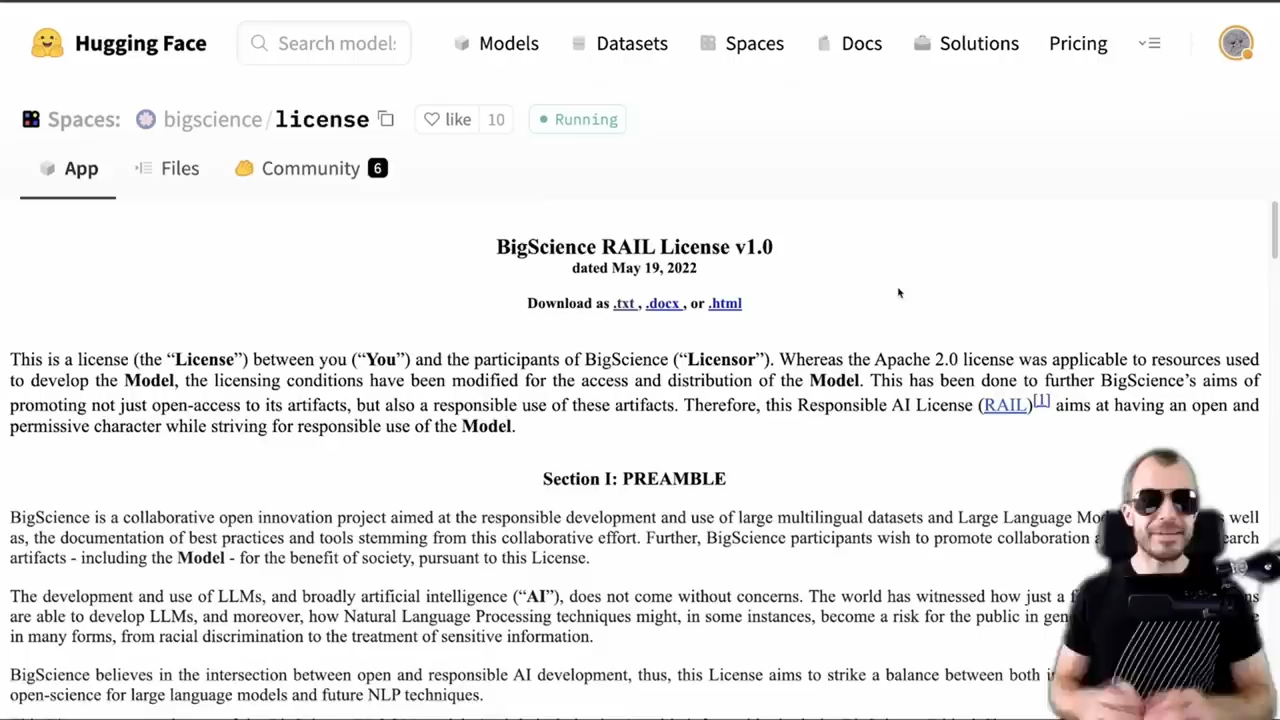 Hugging Face
Search models
Models
Datasets
Spaces
Docs
Solutions
Pricing
Spaces:
bigscience/license
like
10
Running
App
Files
Community
6
BigScience RAIL License v1.0
dated May 19, 2022
Download as .txt , .docx , or .html
This is a license (the “License”) between you (“You”) and the participants of BigScience (“Licensor”). Whereas the Apache 2.0 license was applicable to resources used
to develop the Model, the licensing conditions have been modified for the access and distribution of the Model. This has been done to further BigScience’s aims of
promoting not just open-access to its artifacts, but also a responsible use of these artifacts. Therefore, this Responsible AI License (RAIL)[1] aims at having an open and
permissive character while striving for responsible use of the Model.
Section I: PREAMBLE
BigScience is a collaborative open innovation project aimed at the responsible development and use of large multilingual datasets and Large Language well
as, the documentation of best practices and tools stemming from this collaborative effort. Further, BigScience participants wish to promote collaboration
artifacts - including the Model - for the benefit of society, pursuant to this License.
The development and use of LLMs, and broadly artificial intelligence (“AI”), does not come without concerns. The world has witnessed how just a
are able to develop LLMs, and moreover, how Natural Language Processing techniques might, in some instances, become a risk for the public in
in many forms, from racial discrimination to the treatment of sensitive information.
BigScience believes in the intersection between open and responsible AI development, thus, this License aims to strike a balance between both
open-science for large language models and future NLP techniques.